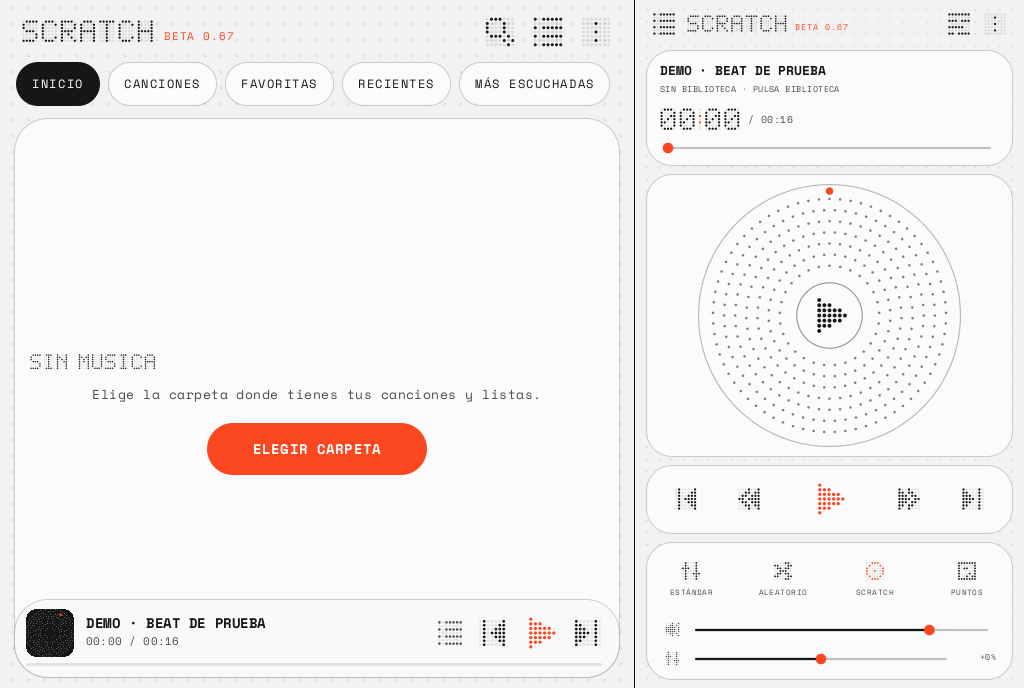 SCRATCH BETA 0.67
INICIO CANCIONES FAVORITAS RECIENTES MÁS ESCUCHADAS
SIN MUSICA
Elige la carpeta donde tienes tus canciones y listas.
ELEGIR CARPETA
DEMO · BEAT DE PRUEBA
00:00 / 00:16
SCRATCH BETA 0.67
DEMO · BEAT DE PRUEBA
SIN BIBLIOTECA · PULSA BIBLIOTECA
00:00 / 00:16
ESTÁNDAR ALEATORIO SCRATCH PUNTOS
+0%